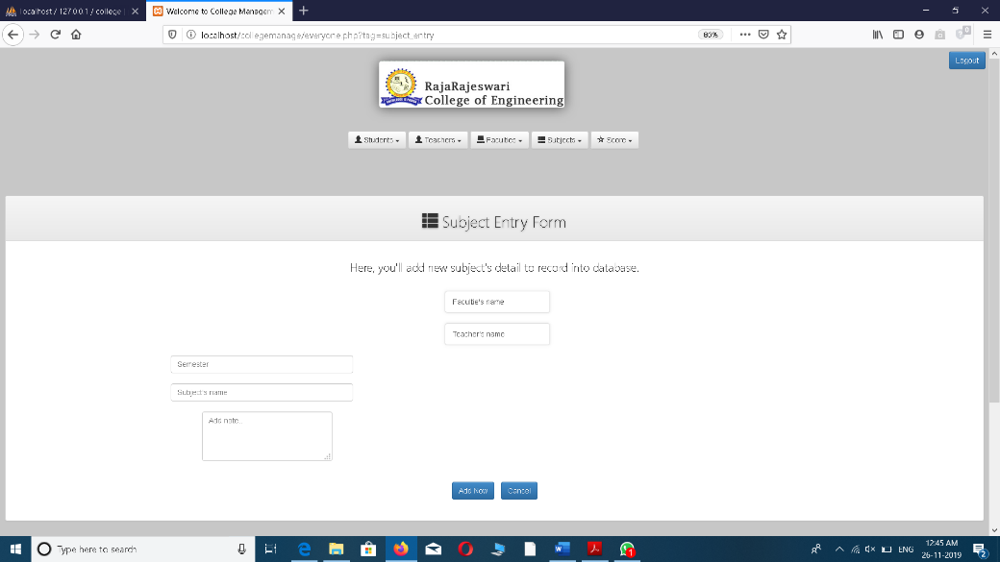 localhost / 127.0.0.1 / college
Welcome to College Managem
localhost/collegemanage/everyone.php?tag=subject_entry
80%
Logout
RajaRajeswari
College of Engineering
Students
Teachers
Faculties
Subjects
Score
Subject Entry Form
Here, you'll add new subject's detail to record into database.
Facultie's name
Teacher's name
Semester
Subject's name
Add note..
Add Now
Cancel
Type here to search
1
ENG
12:45 AM
26-11-2019
2